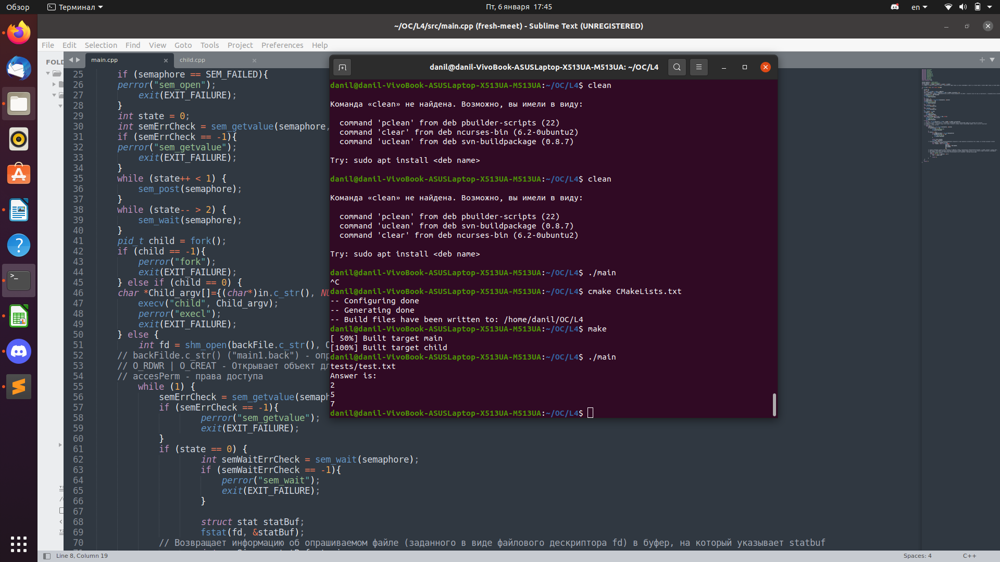 Обзор
Терминал
Пт, 6 января 17:45
en
~/OC/L4/src/main.cpp (fresh-meet) - Sublime Text (UNREGISTERED)
File Edit Selection Find View Goto Tools Project Preferences Help
FOLD
main.cpp
child.cpp
25 if (semaphore == SEM_FAILED){
26 perror("sem_open");
27 exit(EXIT_FAILURE);
28 }
29 int state = 0;
30 int semErrCheck = sem_getvalue(semaphore,
31 if (semErrCheck == -1){
32 perror("sem_getvalue");
33 exit(EXIT_FAILURE);
34 }
35 while (state++ < 1) {
36 sem_post(semaphore);
37 }
38 while (state-- > 2) {
39 sem_wait(semaphore);
40 }
41 pid_t child = fork();
42 if (child == -1){
43 perror("fork");
44 exit(EXIT_FAILURE);
45 } else if (child == 0) {
46 char *Child_argv[]={(char*)in.c_str(), NU
47 execv("child", Child_argv);
48 perror("execl");
49 exit(EXIT_FAILURE);
50 } else {
51 int fd = shm_open(backFile.c_str(), O
52 // backFilde.c_str() ("main1.back") - опр
53 // O_RDWR | O_CREAT - Открывает объект дл
54 // accesPerm - права доступа
55 while (1) {
56 semErrCheck = sem_getvalue(semaph
57 if (semErrCheck == -1){
58 perror("sem_getvalue");
59 exit(EXIT_FAILURE);
60 }
61 if (state == 0) {
62 int semWaitErrCheck = sem_wait(semaphore);
63 if (semWaitErrCheck == -1){
64 perror("sem_wait");
65 exit(EXIT_FAILURE);
66 }
67
68 struct stat statBuf;
69 fstat(fd, &statBuf);
70 // Возвращает информацию об опрашиваемом файле (заданного в виде файлового дескриптора fd) в буфер, на который указывает statbuf
danil@danil-VivoBook-ASUSLaptop-X513UA-M513UA: ~/OC/L4
danil@danil-VivoBook-ASUSLaptop-X513UA-M513UA:~/OC/L4$ clean
Команда «clean» не найдена. Возможно, вы имели в виду:
command 'pclean' from deb pbuilder-scripts (22)
command 'clear' from deb ncurses-bin (6.2-0ubuntu2)
command 'uclean' from deb svn-buildpackage (0.8.7)
Try: sudo apt install <deb name>
danil@danil-VivoBook-ASUSLaptop-X513UA-M513UA:~/OC/L4$ clean
Команда «clean» не найдена. Возможно, вы имели в виду:
command 'pclean' from deb pbuilder-scripts (22)
command 'uclean' from deb svn-buildpackage (0.8.7)
command 'clear' from deb ncurses-bin (6.2-0ubuntu2)
Try: sudo apt install <deb name>
danil@danil-VivoBook-ASUSLaptop-X513UA-M513UA:~/OC/L4$ ./main
^C
danil@danil-VivoBook-ASUSLaptop-X513UA-M513UA:~/OC/L4$ cmake CMakeLists.txt
-- Configuring done
-- Generating done
-- Build files have been written to: /home/danil/OC/L4
danil@danil-VivoBook-ASUSLaptop-X513UA-M513UA:~/OC/L4$ make
[ 50%] Built target main
[100%] Built target child
danil@danil-VivoBook-ASUSLaptop-X513UA-M513UA:~/OC/L4$ ./main
tests/test.txt
Answer is:
2
5
7
danil@danil-VivoBook-ASUSLaptop-X513UA-M513UA:~/OC/L4$
Line 8, Column 19
Spaces: 4
C++